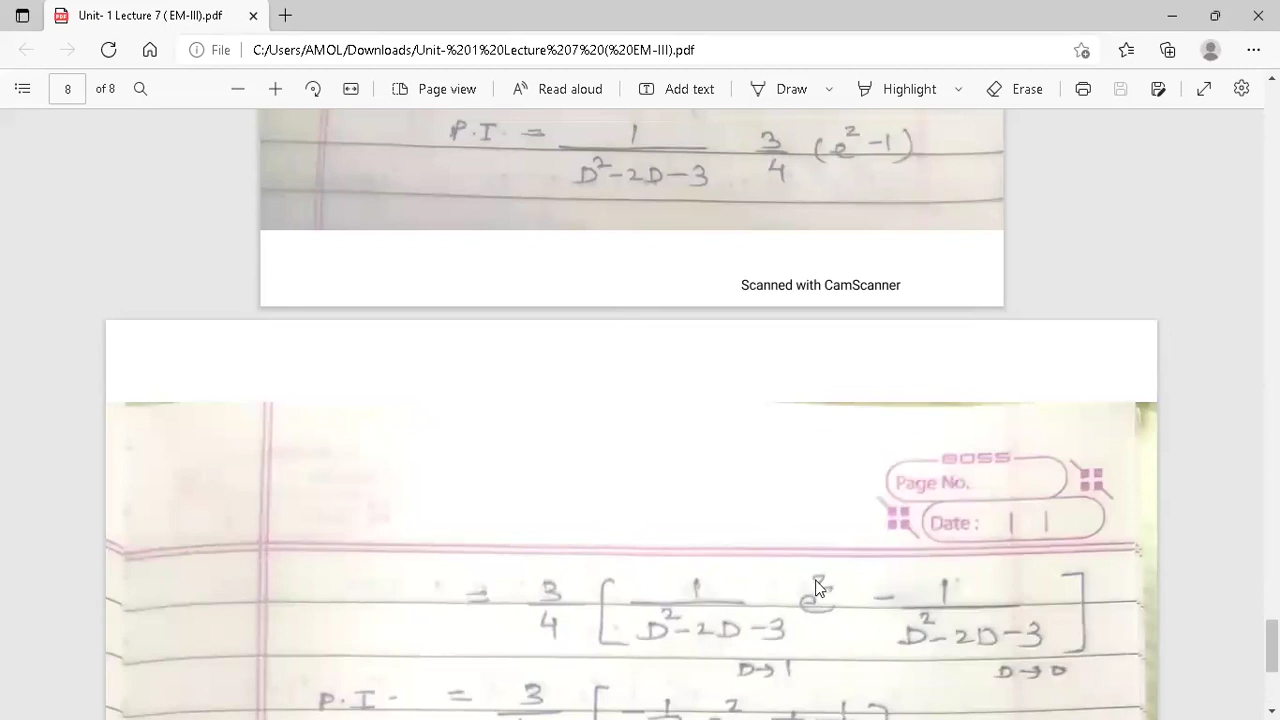 Unit- 1 Lecture 7 ( EM-III).pdf
File C:/Users/AMOL/Downloads/Unit-%201%20Lecture%207%20(%20EM-III).pdf
8 of 8 Page view Read aloud Add text Draw Highlight Erase
P.I. = 1/(D²-2D-3) 3/4 (e² -1)
Scanned with CamScanner
BOSS
Page No.
Date :
= 3/4 [ 1/(D²-2D-3) - 1/(D²-2D-3) ]
D→1 D→0
P.I. = 3